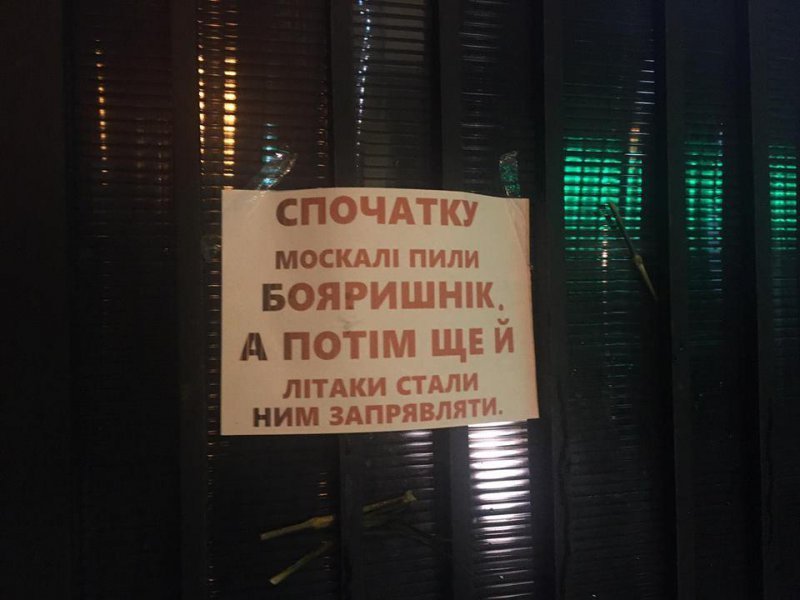 СПОЧАТКУ
МОСКАЛІ ПИЛИ
БОЯРИШНІК.
А ПОТІМ ЩЕ Й
ЛІТАКИ СТАЛИ
НИМ ЗАПРЯВЛЯТИ.